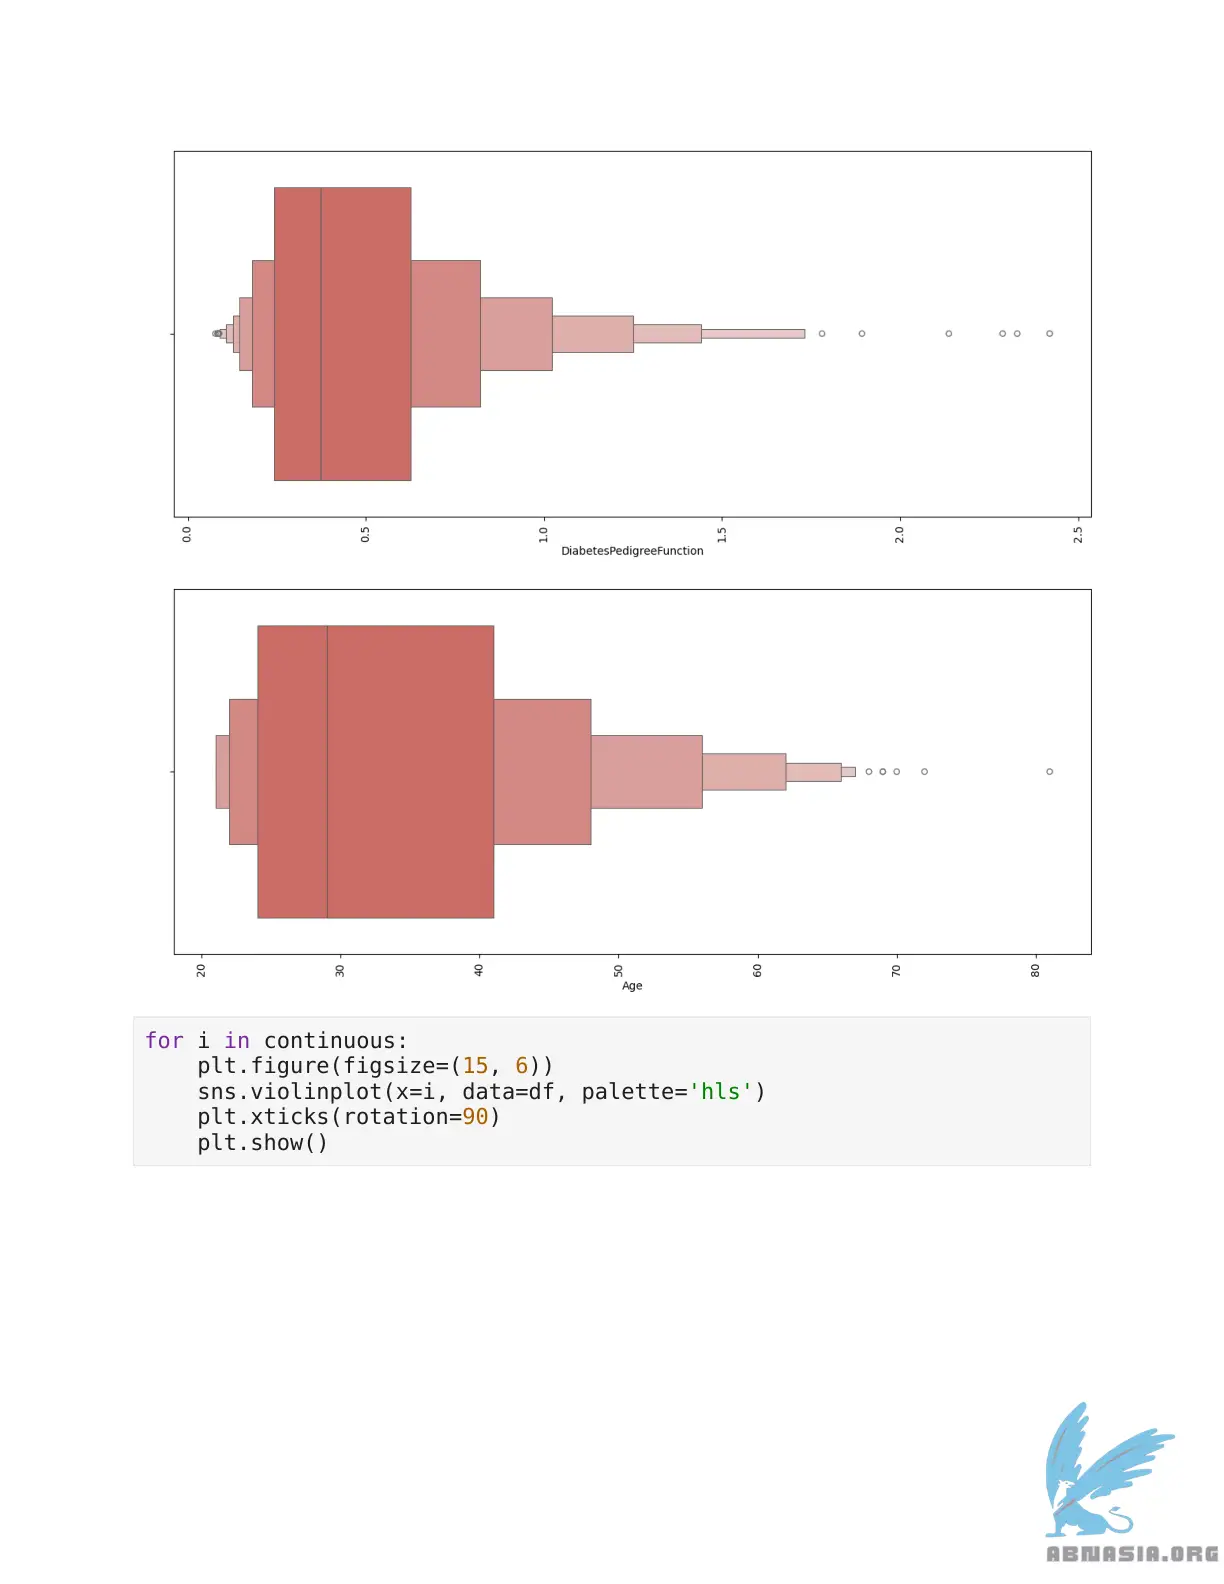 0.0
0.5
1.0
1.5
2.0
2.5
DiabetesPedigreeFunction
20
30
40
50
60
70
80
Age
for i in continuous:
    plt.figure(figsize=(15, 6))
    sns.violinplot(x=i, data=df, palette='hls')
    plt.xticks(rotation=90)
    plt.show()
ABNASIA.ORG